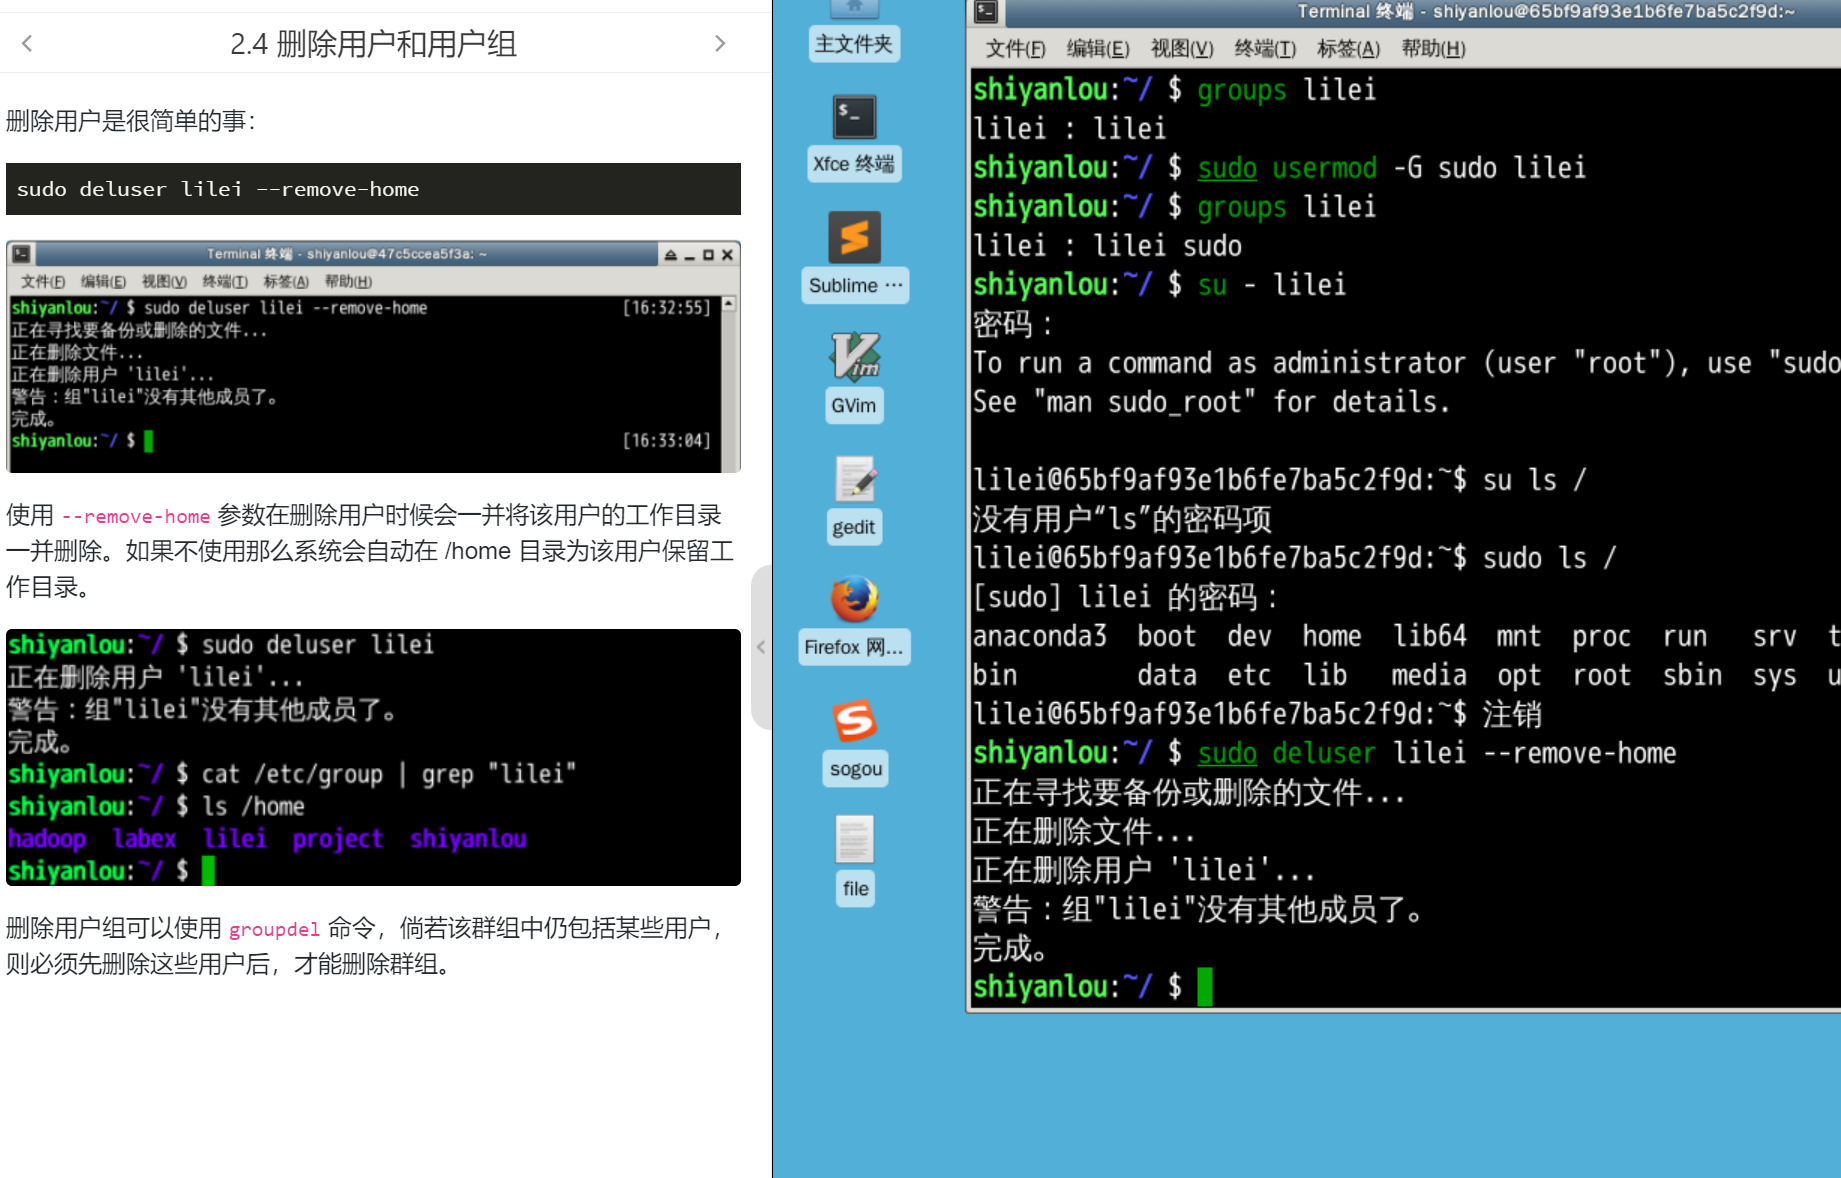 2.4 删除用户和用户组
删除用户是很简单的事：
sudo deluser lilei --remove-home
Terminal 终端 - shiyanlou@47c5ccea5f3a: ~
文件(F) 编辑(E) 视图(V) 终端(T) 标签(A) 帮助(H)
shiyanlou:~/ $ sudo deluser lilei --remove-home [16:32:55]
正在寻找要备份或删除的文件...
正在删除文件...
正在删除用户 'lilei'...
警告：组"lilei"没有其他成员了。
完成。
shiyanlou:~/ $ [16:33:04]
使用 --remove-home 参数在删除用户时候会一并将该用户的工作目录
一并删除。如果不使用那么系统会自动在 /home 目录为该用户保留工
作目录。
shiyanlou:~/ $ sudo deluser lilei
正在删除用户 'lilei'...
警告：组"lilei"没有其他成员了。
完成。
shiyanlou:~/ $ cat /etc/group | grep "lilei"
shiyanlou:~/ $ ls /home
hadoop labex lilei project shiyanlou
shiyanlou:~/ $
删除用户组可以使用 groupdel 命令，倘若该群组中仍包括某些用户，
则必须先删除这些用户后，才能删除群组。
主文件夹
Xfce 终端
Sublime ...
GVim
gedit
Firefox 网...
sogou
file
Terminal 终端 - shiyanlou@65bf9af93e1b6fe7ba5c2f9d:~
文件(F) 编辑(E) 视图(V) 终端(T) 标签(A) 帮助(H)
shiyanlou:~/ $ groups lilei
lilei : lilei
shiyanlou:~/ $ sudo usermod -G sudo lilei
shiyanlou:~/ $ groups lilei
lilei : lilei sudo
shiyanlou:~/ $ su - lilei
密码：
To run a command as administrator (user "root"), use "sudo
See "man sudo_root" for details.
lilei@65bf9af93e1b6fe7ba5c2f9d:~$ su ls /
没有用户“ls”的密码项
lilei@65bf9af93e1b6fe7ba5c2f9d:~$ sudo ls /
[sudo] lilei 的密码：
anaconda3 boot dev home lib64 mnt proc run srv t
bin data etc lib media opt root sbin sys u
lilei@65bf9af93e1b6fe7ba5c2f9d:~$ 注销
shiyanlou:~/ $ sudo deluser lilei --remove-home
正在寻找要备份或删除的文件...
正在删除文件...
正在删除用户 'lilei'...
警告：组"lilei"没有其他成员了。
完成。
shiyanlou:~/ $